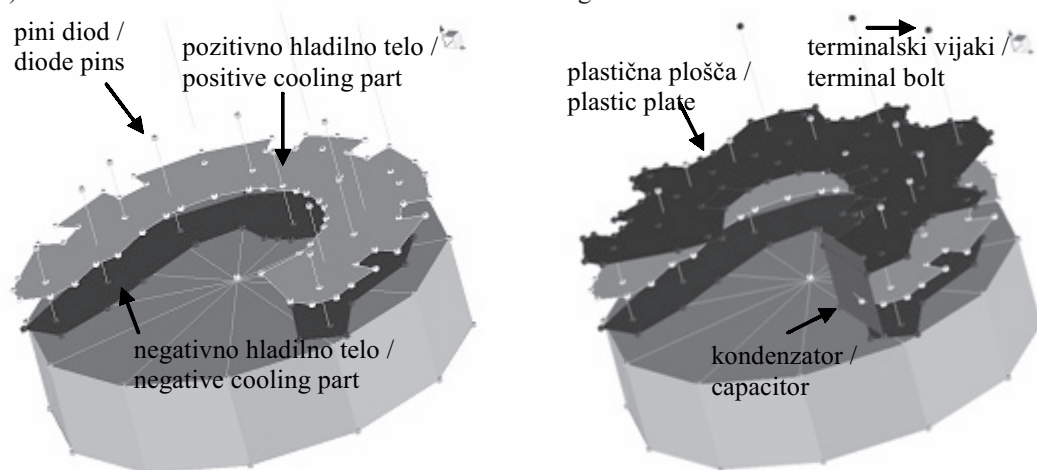 pini diod /
diode pins
pozitivno hladilno telo /
positive cooling part
negativno hladilno telo /
negative cooling part
terminalski vijaki /
terminal bolt
plastična plošča /
plastic plate
kondenzator /
capacitor